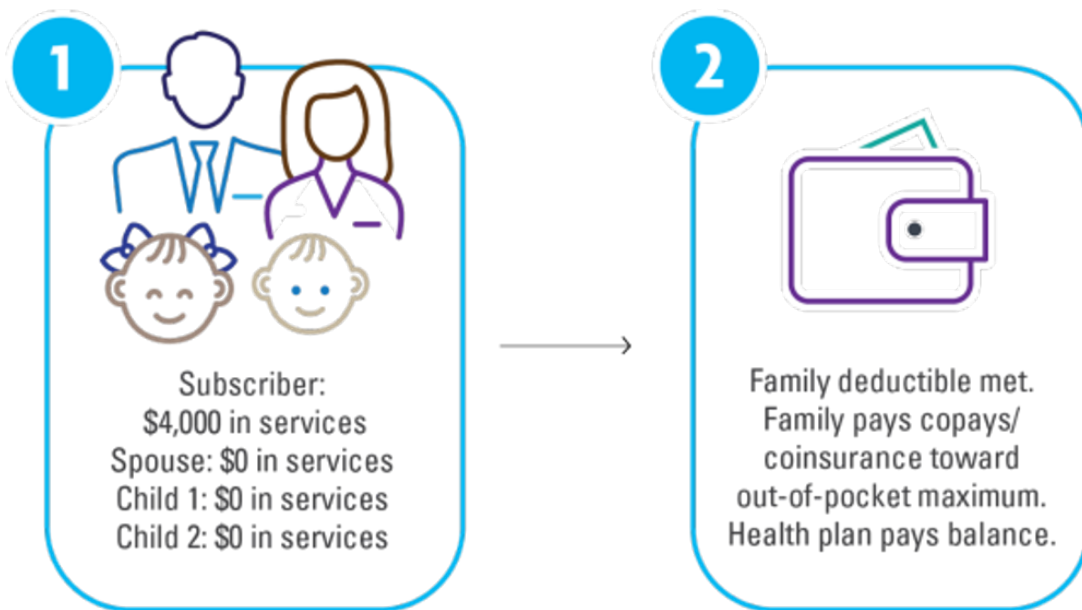 1
Subscriber:
$4,000 in services
Spouse: $0 in services
Child 1: $0 in services
Child 2: $0 in services
2
Family deductible met.
Family pays copays/
coinsurance toward
out-of-pocket maximum.
Health plan pays balance.